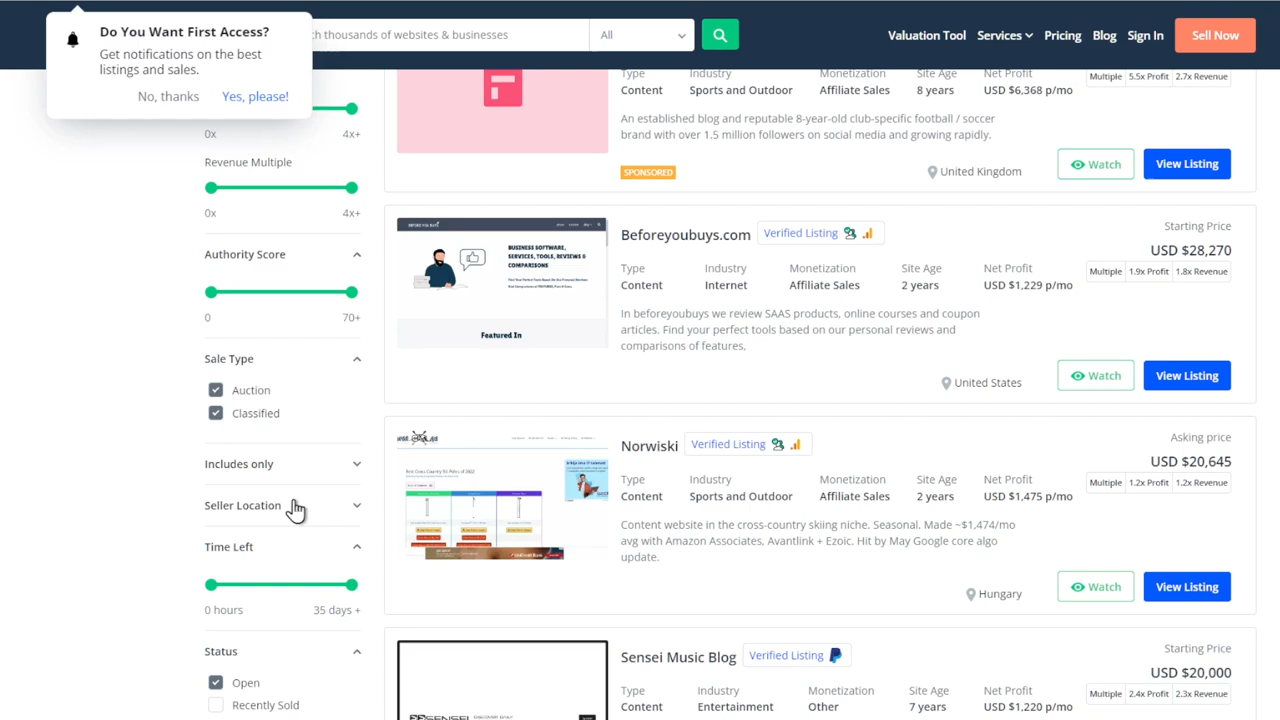 Do You Want First Access?
Get notifications on the best
listings and sales.
No, thanks
Yes, please!
h thousands of websites & businesses
All
Valuation Tool
Services
Pricing
Blog
Sign In
Sell Now
0x
4x+
Revenue Multiple
0x
4x+
Authority Score
0
70+
Sale Type
Auction
Classified
Includes only
Seller Location
Time Left
0 hours
35 days +
Status
Open
Recently Sold
Type Industry Monetization Site Age Net Profit
Content Sports and Outdoor Affiliate Sales 8 years USD $6,368 p/mo
Multiple 5.5x Profit 2.7x Revenue
An established blog and reputable 8-year-old club-specific football / soccer
brand with over 1.5 million followers on social media and growing rapidly.
SPONSORED
United Kingdom
Watch
View Listing
BUSINESS SOFTWARE,
SERVICES, TOOLS, REVIEWS &
COMPARISONS
Featured In
Beforeyoubuys.com
Verified Listing
Starting Price
USD $28,270
Multiple 1.9x Profit 1.8x Revenue
Type Industry Monetization Site Age Net Profit
Content Internet Affiliate Sales 2 years USD $1,229 p/mo
In beforeyoubuys we review SAAS products, online courses and coupon
articles. Find your perfect tools based on our personal reviews and
comparisons of features,
United States
Watch
View Listing
Norwiski
Verified Listing
Asking price
USD $20,645
Multiple 1.2x Profit 1.2x Revenue
Type Industry Monetization Site Age Net Profit
Content Sports and Outdoor Affiliate Sales 2 years USD $1,475 p/mo
Content website in the cross-country skiing niche. Seasonal. Made ~$1,474/mo
avg with Amazon Associates, Avantlink + Ezoic. Hit by May Google core algo
update.
Hungary
Watch
View Listing
Sensei Music Blog
Verified Listing
Starting Price
USD $20,000
Multiple 2.4x Profit 2.3x Revenue
Type Industry Monetization Site Age Net Profit
Content Entertainment Other 7 years USD $1,220 p/mo